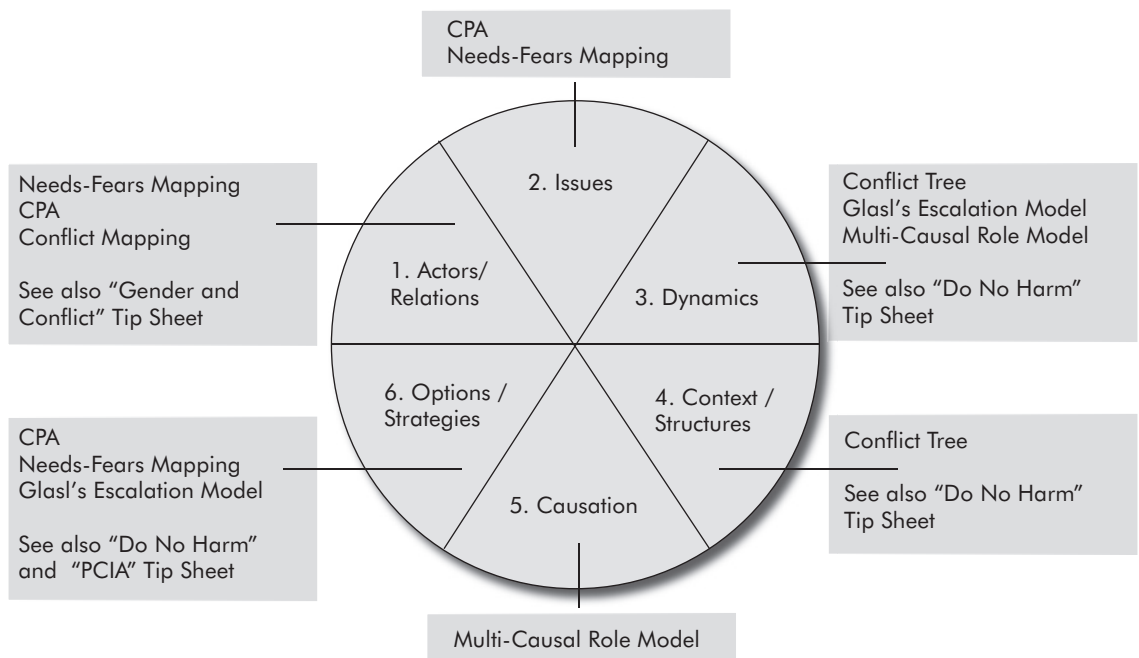 CPA
Needs-Fears Mapping
Needs-Fears Mapping
CPA
Conflict Mapping
See also “Gender and
Conflict” Tip Sheet
2. Issues
1. Actors/
Relations
3. Dynamics
Conflict Tree
Glasl’s Escalation Model
Multi-Causal Role Model
See also “Do No Harm”
Tip Sheet
CPA
Needs-Fears Mapping
Glasl’s Escalation Model
See also “Do No Harm”
and “PCIA” Tip Sheet
6. Options /
Strategies
4. Context /
Structures
5. Causation
Conflict Tree
See also “Do No Harm”
Tip Sheet
Multi-Causal Role Model